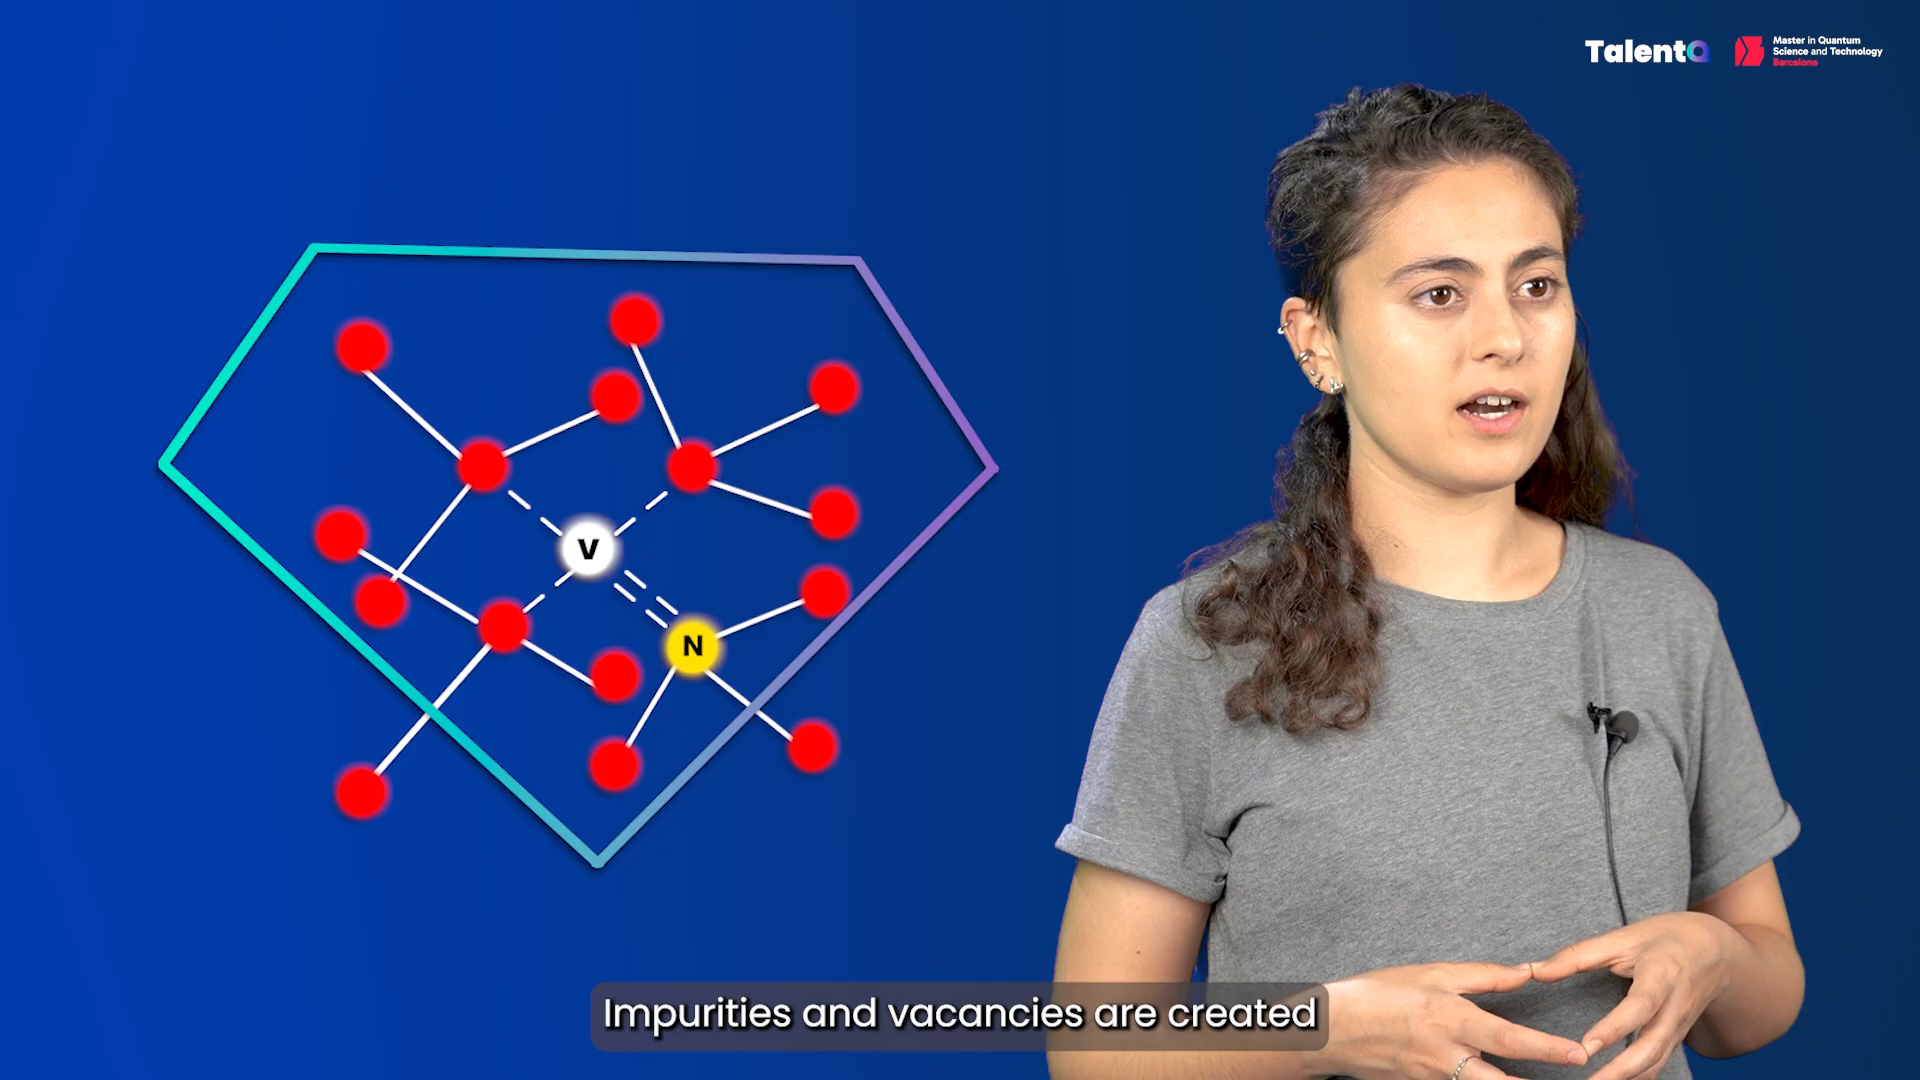 TalentQ
Master in Quantum
Science and Technology
Barcelona
V
N
Impurities and vacancies are created